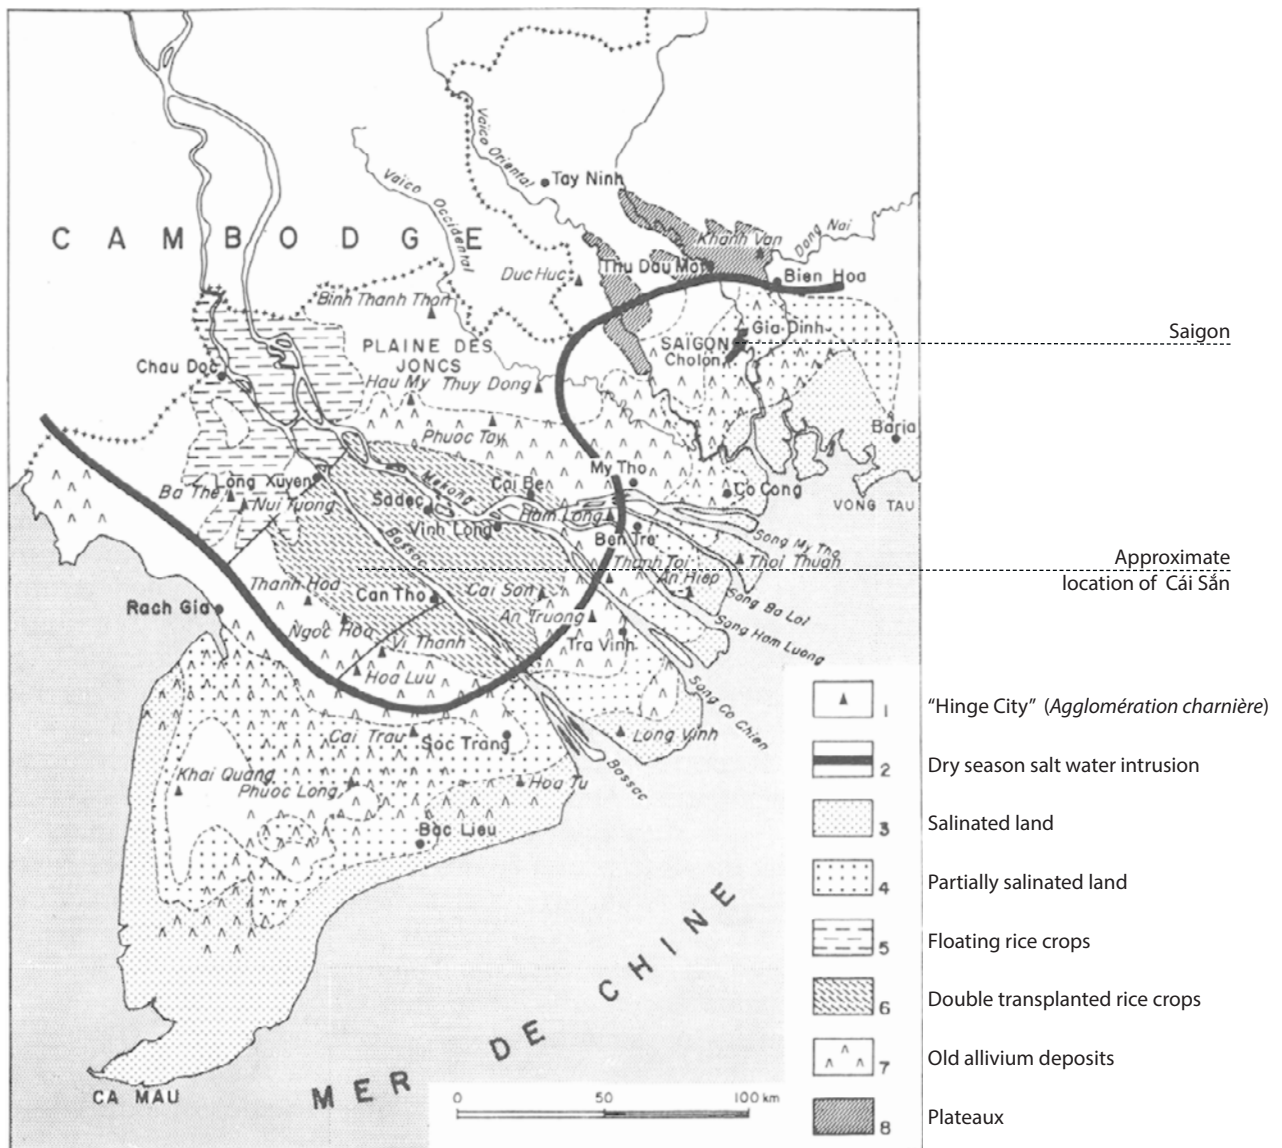 Vaïco Oriental
Tay Ninh
Vaïco Occidental
CAMBODGE
Khanh Van
Dong Nai
Duc Huc
Thu Dau Mot
Bien Hoa
Binh Thanh Thon
Gia Dinh
PLAINE DES
JONCS
SAIGON
Cholon
Saigon
Chau Doc
Hau My
Thuy Dong
Phuoc Tay
Baria
My Tho
Long Xuyen
Ba The
Nui Tuong
Mekong
Cai Be
Go Cong
VONG TAU
Sadec
Ham Long
Vinh Long
Ben Tre
Song My Tho
Bassac
Thanh Toi
Thoi Thuan
Approximate
location of Cái Sắn
Thanh Hoa
Can Tho
Cai Son
An Hiep
Song Ba Lai
Rach Gia
An Truong
Song Ham Luong
Ngoc Hoa
Vi Thanh
Tra Vinh
Hoa Luu
Song Co Chien
Cai Trau
Soc Trang
Long Vinh
Bassac
Khai Quang
Phuoc Long
Hoa Tu
Bac Lieu
CA MAU
MER DE CHINE
0 50 100 km
1 “Hinge City” (Agglomération charnière)
2 Dry season salt water intrusion
3 Salinated land
4 Partially salinated land
5 Floating rice crops
6 Double transplanted rice crops
7 Old allivium deposits
8 Plateaux